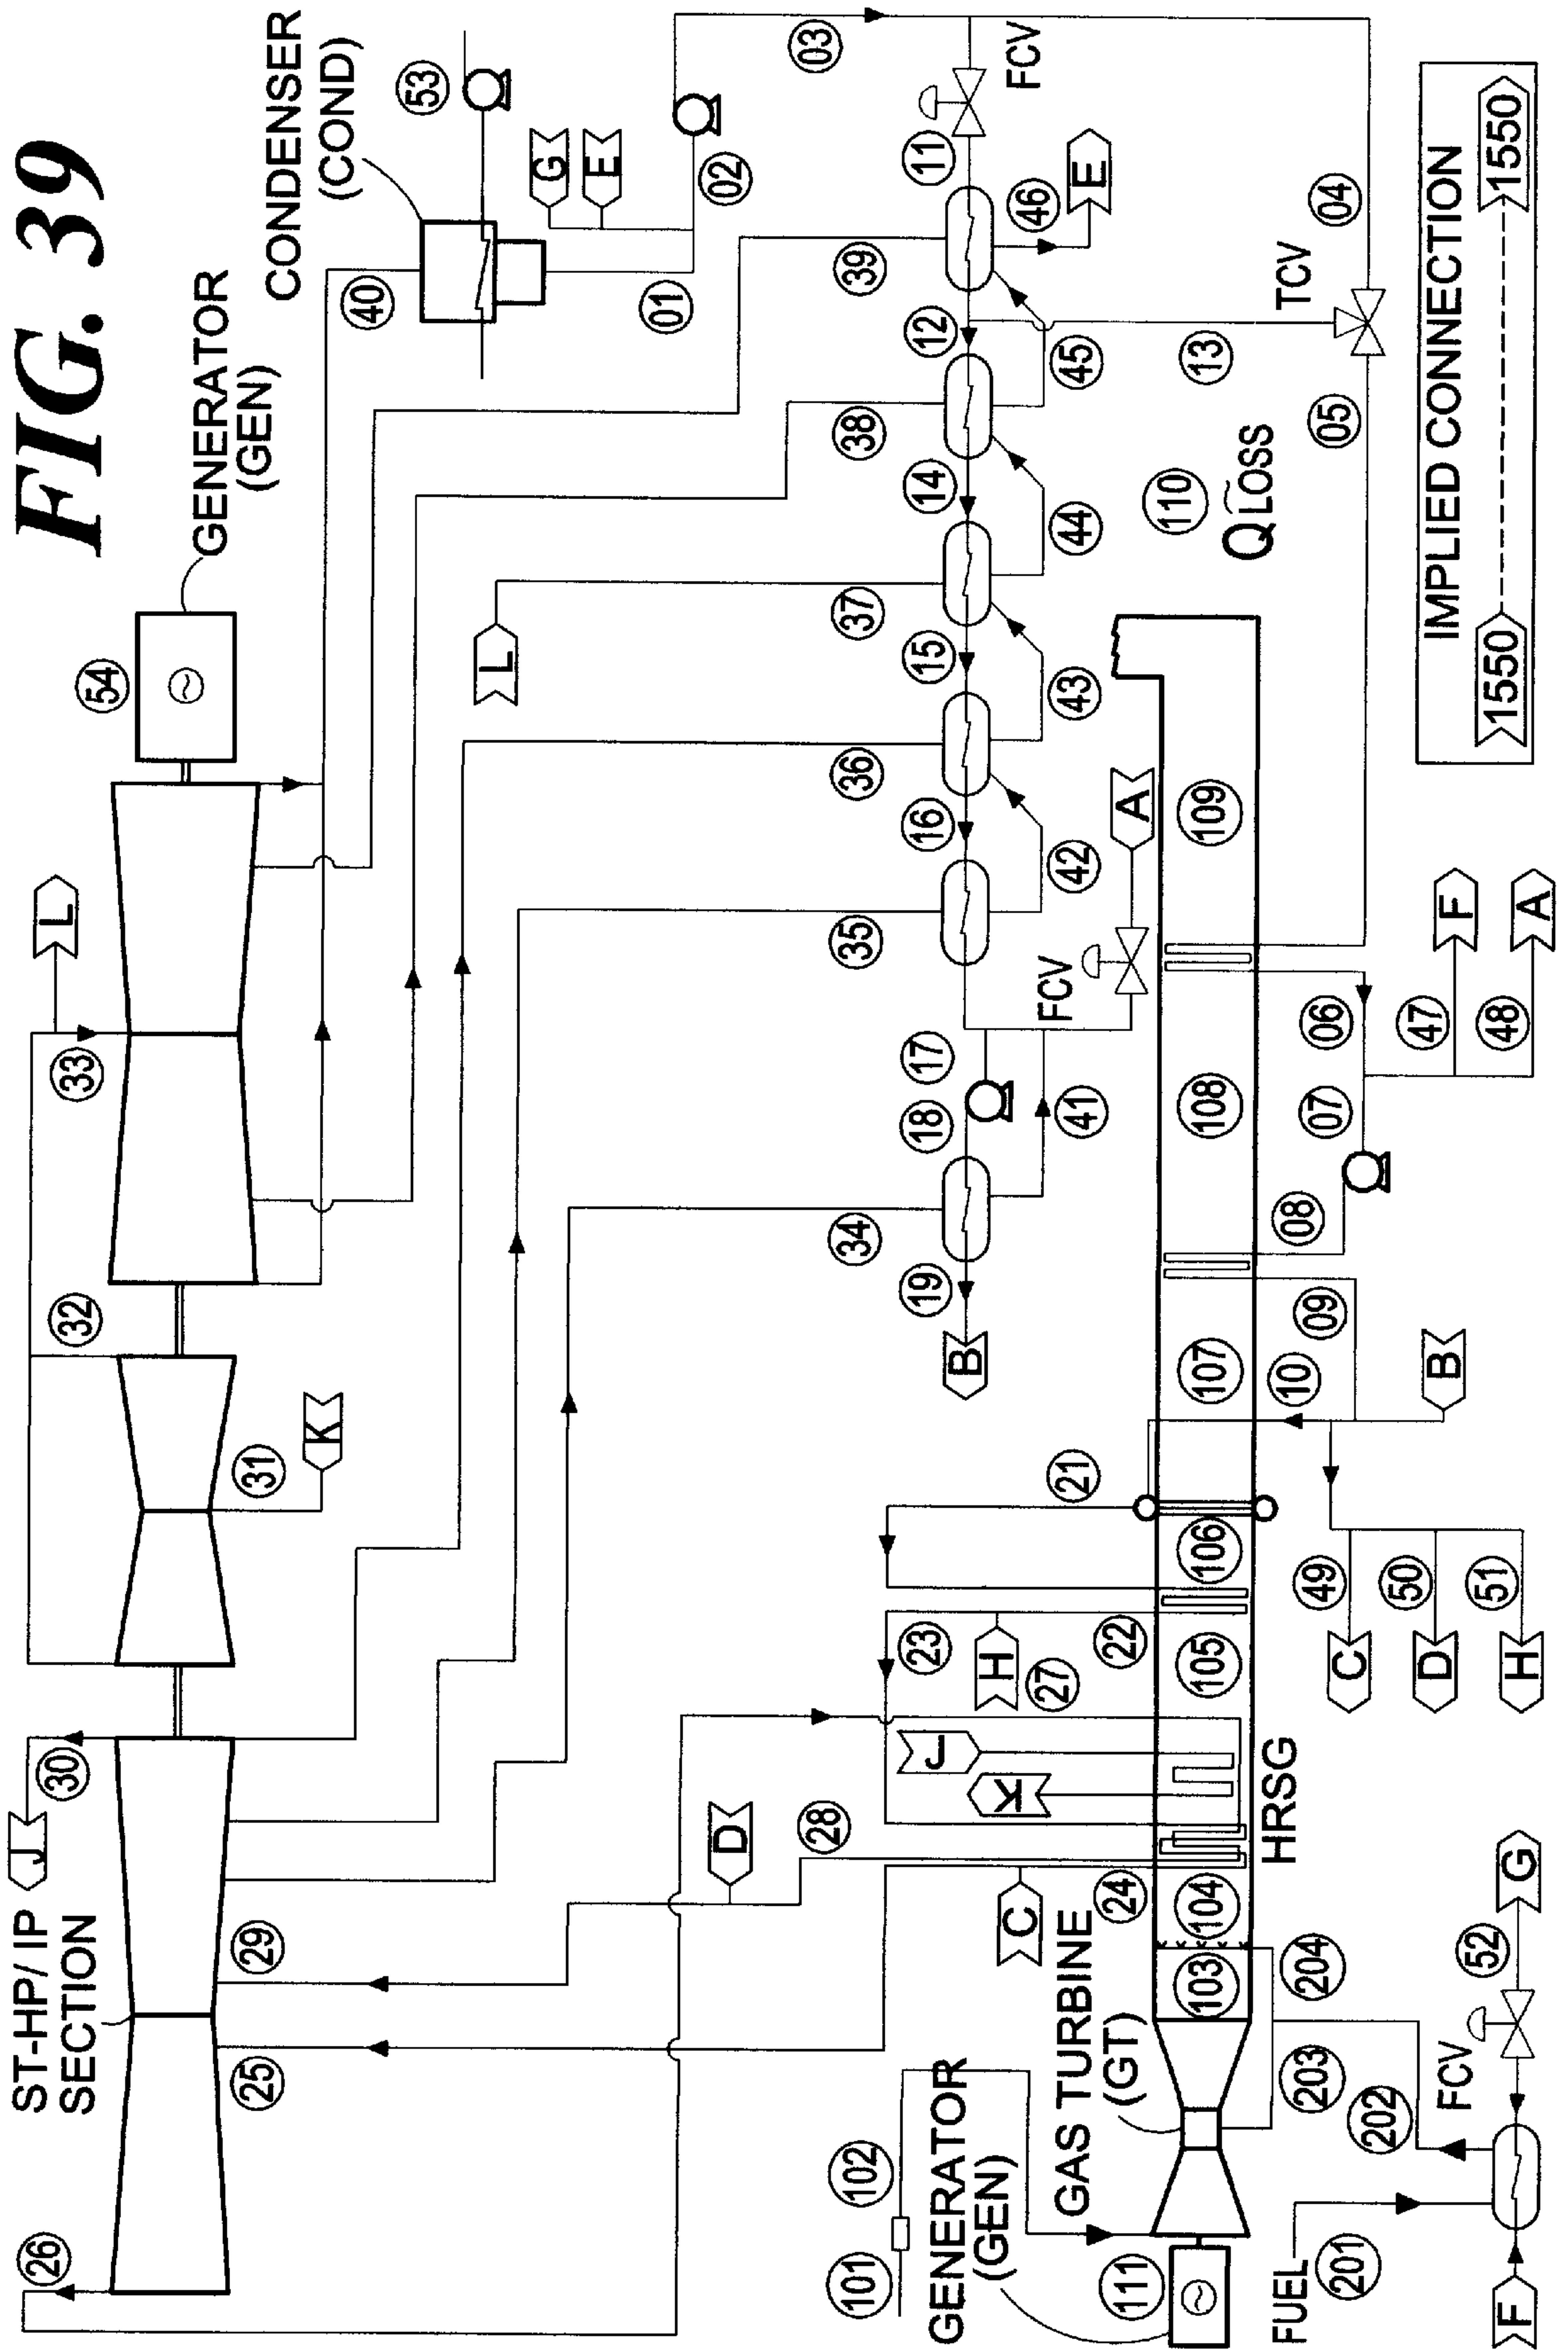 FIG. 39
GENERATOR
(GEN)
54
CONDENSER
(COND)
53
40
01
02
03
G
E
ST-HP/ IP
SECTION
26
25
29
30
J
31
K
32
33
L
L
FCV
11
39
46
E
12
45
38
13
TCV
04
05
14
44
37
15
43
36
16
42
35
FCV
A
17
18
41
34
19
B
110
Q~LOSS
IMPLIED CONNECTION
1550
1550
109
108
107
106
105
104
103
06
47
F
48
A
07
08
09
10
B
21
22
23
H
27
J
K
28
D
24
C
49
C
50
D
51
H
HRSG
GAS TURBINE
(GT)
GENERATOR
(GEN)
101
102
111
204
203
202
FUEL
201
FCV
52
G
F